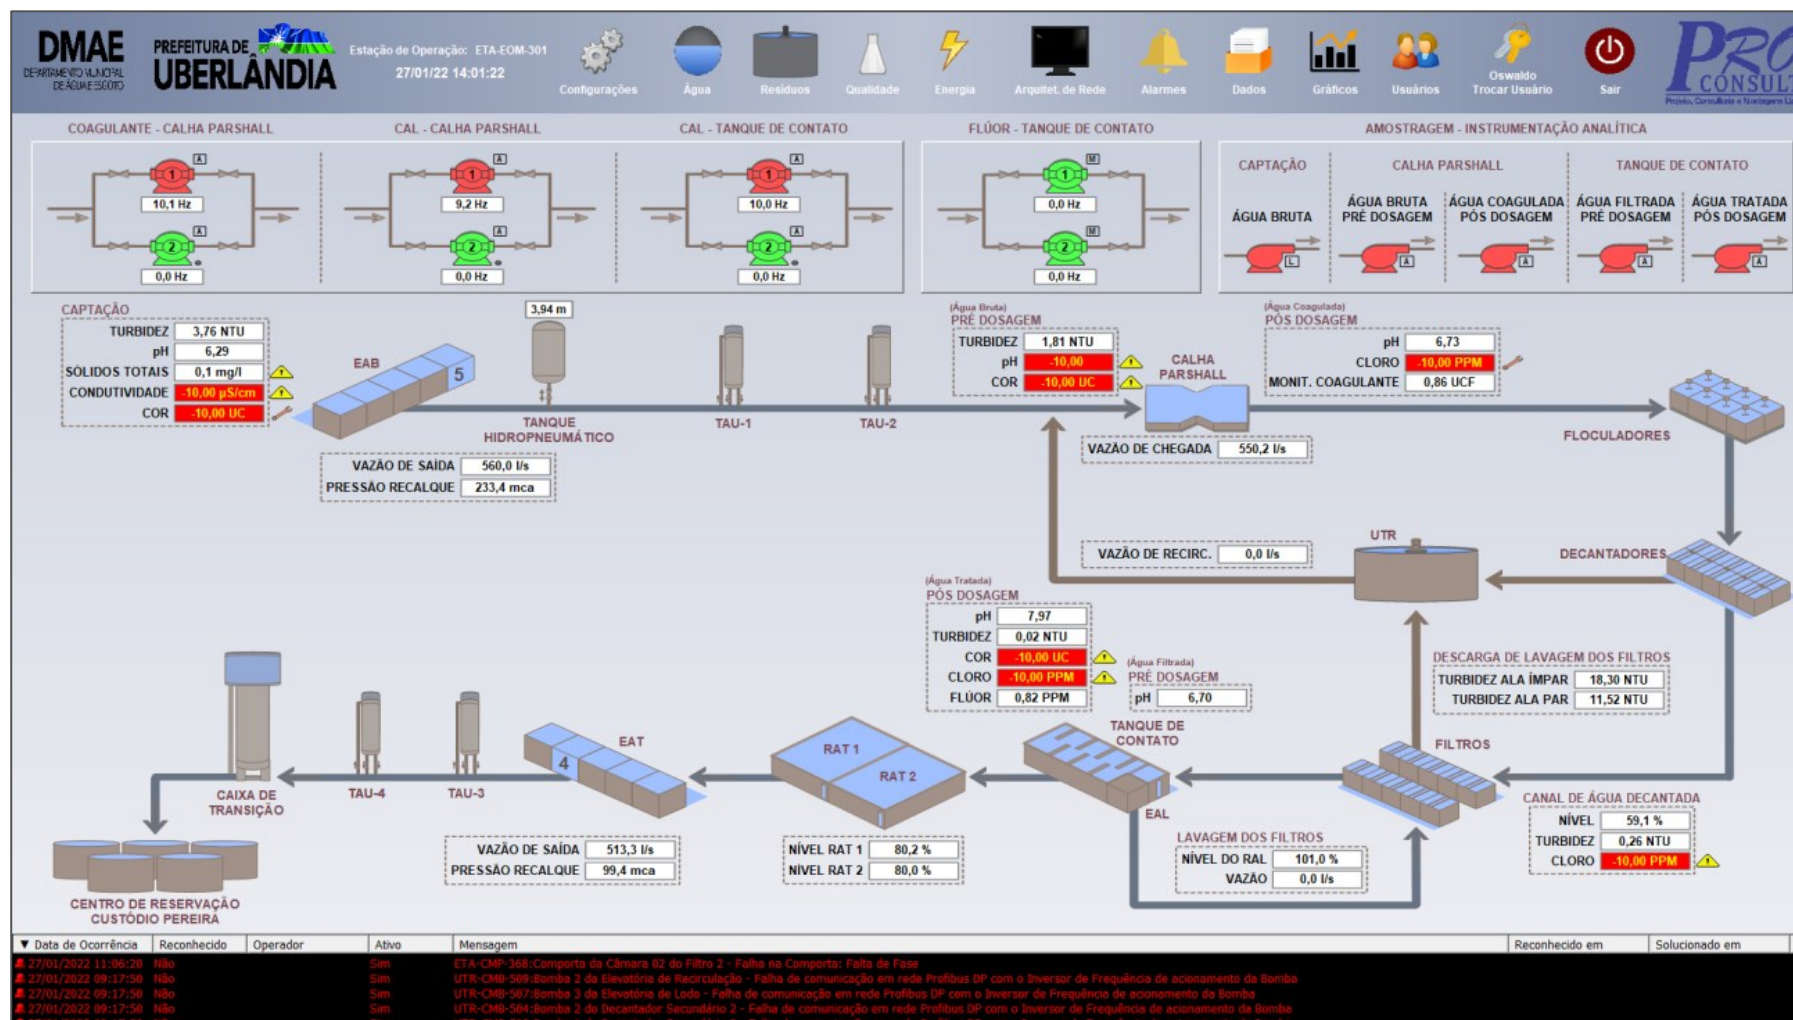 DMAE
DEPARTAMENTO MUNICIPAL
DE ÁGUA E ESGOTO
PREFEITURA DE
UBERLÂNDIA
Estação de Operação: ETA-EOM-301
27/01/22 14:01:22
Configurações
Água
Resíduos
Qualidade
Energia
Arquitet. de Rede
Alarmes
Dados
Gráficos
Usuários
Oswaldo
Trocar Usuário
Sair
PRO
CONSULT
Projeto, Consultoria e Montagens
COAGULANTE - CALHA PARSHALL
CAL - CALHA PARSHALL
CAL - TANQUE DE CONTATO
FLÚOR - TANQUE DE CONTATO
AMOSTRAGEM - INSTRUMENTAÇÃO ANALÍTICA
1 A
10,1 Hz
2 A
0,0 Hz
1 A
9,2 Hz
2 A
0,0 Hz
1 A
10,0 Hz
2 A
0,0 Hz
1 M
0,0 Hz
2 M
0,0 Hz
CAPTAÇÃO
CALHA PARSHALL
TANQUE DE CONTATO
ÁGUA BRUTA
ÁGUA BRUTA
PRÉ DOSAGEM
ÁGUA COAGULADA
PÓS DOSAGEM
ÁGUA FILTRADA
PRÉ DOSAGEM
ÁGUA TRATADA
PÓS DOSAGEM
L
A
A
A
A
CAPTAÇÃO
TURBIDEZ 3,76 NTU
pH 6,29
SÓLIDOS TOTAIS 0,1 mg/l
CONDUTIVIDADE -10,00 µS/cm
COR -10,00 UC
EAB
5
3,94 m
TANQUE
HIDROPNEUMÁTICO
TAU-1
TAU-2
VAZÃO DE SAÍDA 560,0 l/s
PRESSÃO RECALQUE 233,4 mca
(Água Bruta)
PRÉ DOSAGEM
TURBIDEZ 1,81 NTU
pH -10,00
COR -10,00 UC
CALHA
PARSHALL
VAZÃO DE CHEGADA 550,2 l/s
(Água Coagulada)
PÓS DOSAGEM
pH 6,73
CLORO -10,00 PPM
MONIT. COAGULANTE 0,86 UCF
FLOCULADORES
UTR
VAZÃO DE RECIRC. 0,0 l/s
DECANTADORES
(Água Tratada)
PÓS DOSAGEM
pH 7,97
TURBIDEZ 0,02 NTU
COR -10,00 UC
CLORO -10,00 PPM
FLÚOR 0,82 PPM
(Água Filtrada)
PRÉ DOSAGEM
pH 6,70
DESCARGA DE LAVAGEM DOS FILTROS
TURBIDEZ ALA ÍMPAR 18,30 NTU
TURBIDEZ ALA PAR 11,52 NTU
CAIXA DE
TRANSIÇÃO
TAU-4
TAU-3
EAT
4
RAT 1
RAT 2
TANQUE DE
CONTATO
EAL
FILTROS
CANAL DE ÁGUA DECANTADA
NÍVEL 59,1 %
TURBIDEZ 0,26 NTU
CLORO -10,00 PPM
VAZÃO DE SAÍDA 513,3 l/s
PRESSÃO RECALQUE 99,4 mca
NÍVEL RAT 1 80,2 %
NÍVEL RAT 2 80,0 %
LAVAGEM DOS FILTROS
NÍVEL DO RAL 101,0 %
VAZÃO 0,0 l/s
CENTRO DE RESERVAÇÃO
CUSTÓDIO PEREIRA
▼ Data de Ocorrência Reconhecido Operador Ativo Mensagem Reconhecido em Solucionado em
27/01/2022 11:06:20 Não Sim ETA-CMP-368:Comporta da Câmara 02 do Filtro 2 - Falha na Comporta: Falta de Fase
27/01/2022 09:17:50 Não Sim UTR-CMB-509:Bomba 2 da Elevatória de Recirculação - Falha de comunicação em rede Profibus DP com o Inversor de Frequência de acionamento da Bomba
27/01/2022 09:17:50 Não Sim UTR-CMB-507:Bomba 3 da Elevatória de Lodo - Falha de comunicação em rede Profibus DP com o Inversor de Frequência de acionamento da Bomba
27/01/2022 09:17:50 Não Sim UTR-CMB-504:Bomba 2 do Decantador Secundário 2 - Falha de comunicação em rede Profibus DP com o Inversor de Frequência de acionamento da Bomba